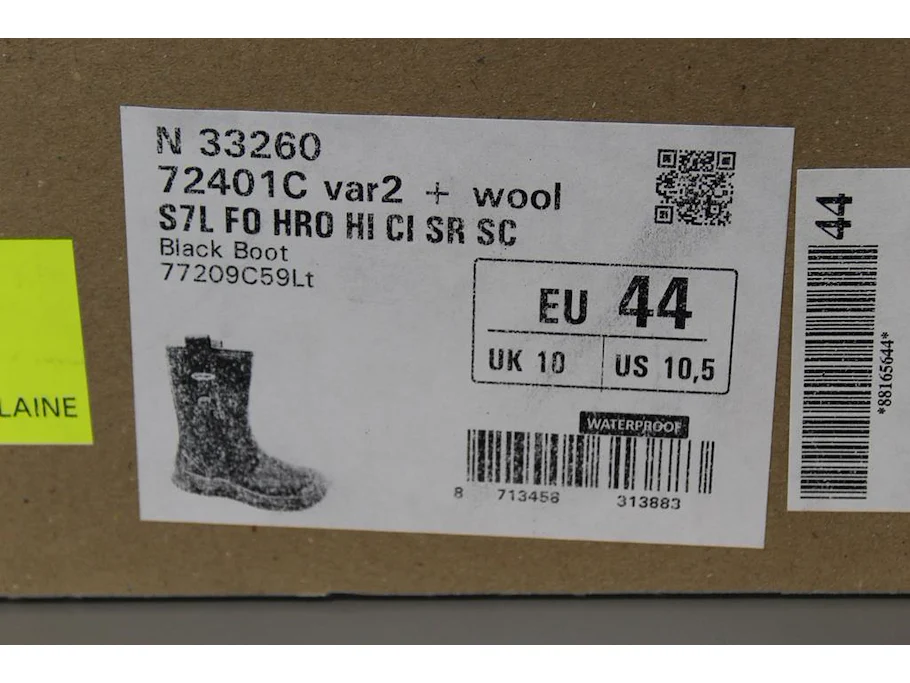 N 33260
72401C var2 + wool
S7L FO HRO HI CI SR SC
Black Boot
77209C59Lt
EU 44
UK 10
US 10,5
WATERPROOF
8 713456 313883
LAINE
44
*88165644*